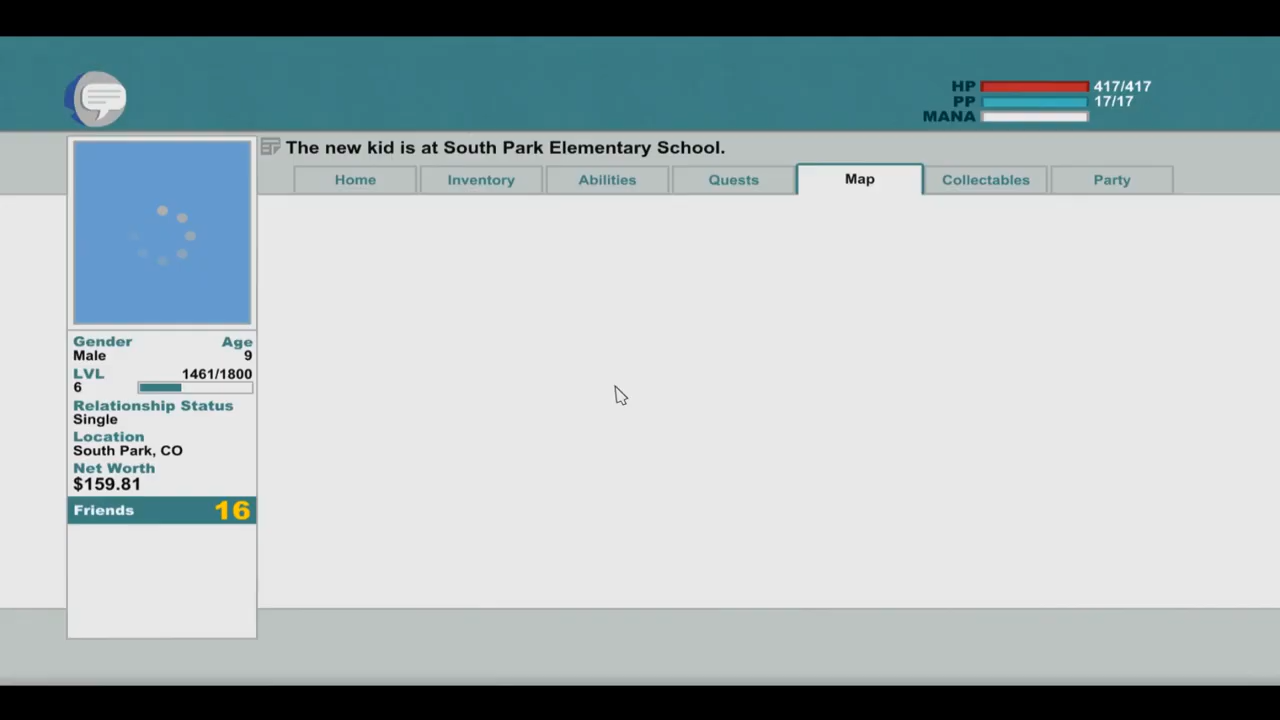 HP 417/417
PP 17/17
MANA
The new kid is at South Park Elementary School.
Home Inventory Abilities Quests Map Collectables Party
Gender Age
Male 9
LVL 1461/1800
6
Relationship Status
Single
Location
South Park, CO
Net Worth
$159.81
Friends 16